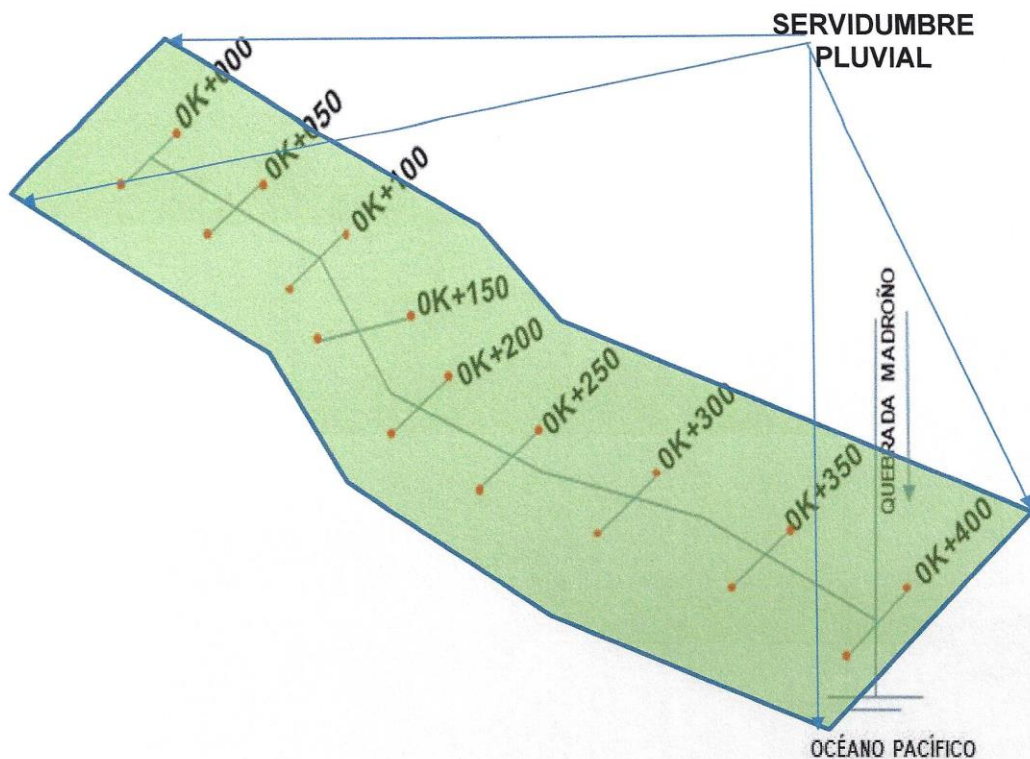 SERVIDUMBRE
PLUVIAL
0K+000
0K+050
0K+100
0K+150
0K+200
0K+250
0K+300
0K+350
0K+400
QUEBRADA MADROÑO
OCÉANO PACÍFICO